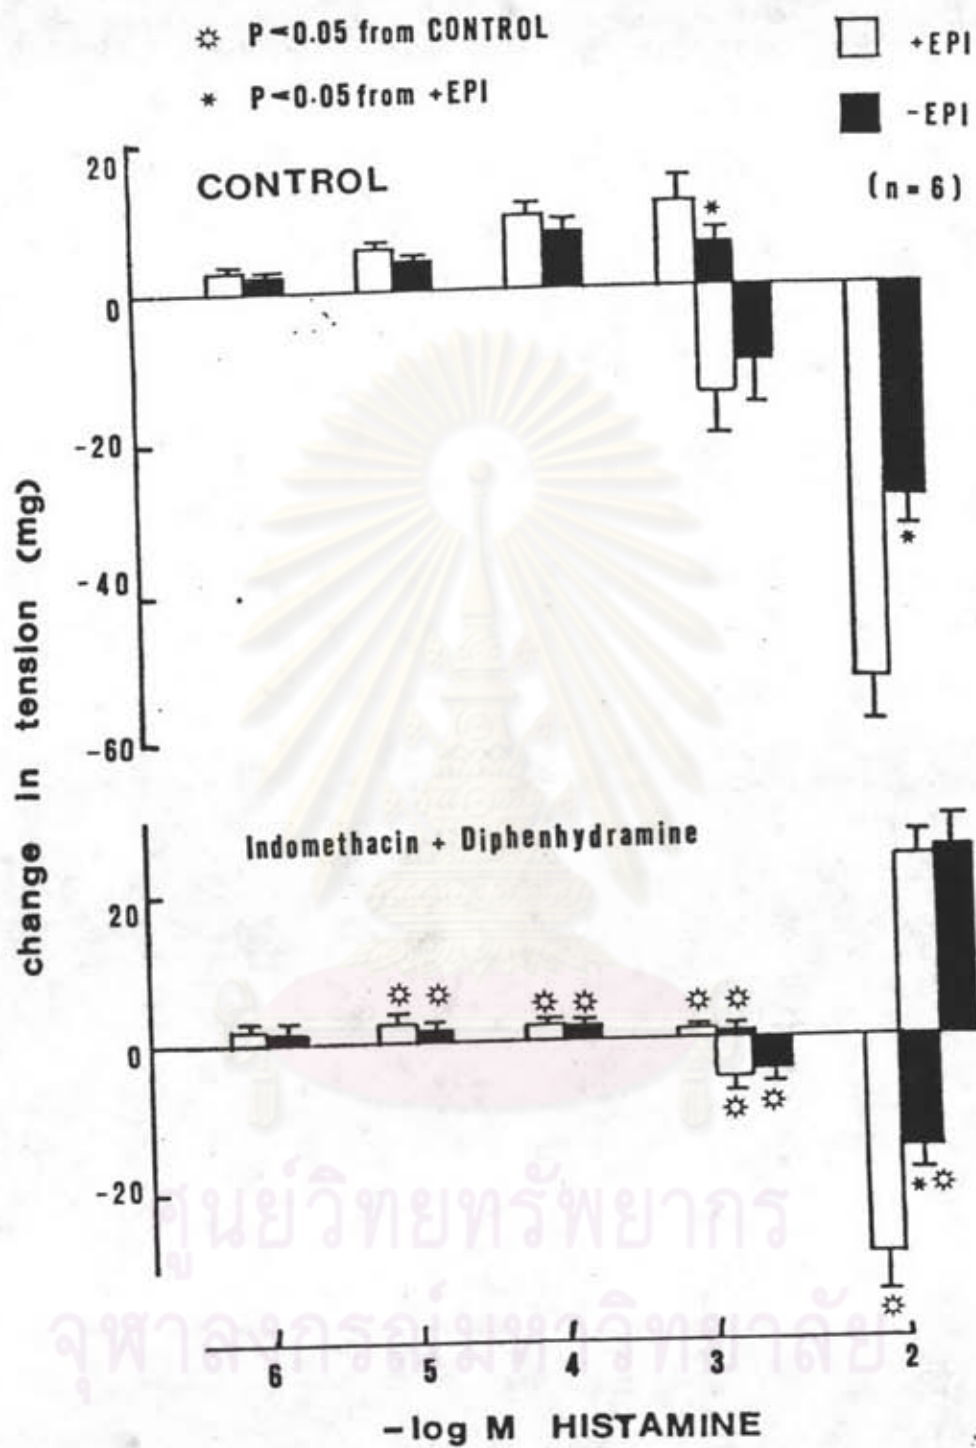 ☼ P<0.05 from CONTROL
* P<0.05 from +EPI
+EPI
-EPI
(n = 6)
CONTROL
20
0
-20
-40
-60
change in tension (mg)
Indomethacin + Diphenhydramine
20
0
-20
* 
☼ ☼
☼ ☼
☼ ☼
☼ ☼
*
*☼
☼
ศูนย์วิทยทรัพยากร
จุฬาลงกรณ์มหาวิทยาลัย
6 5 4 3 2
-log M HISTAMINE